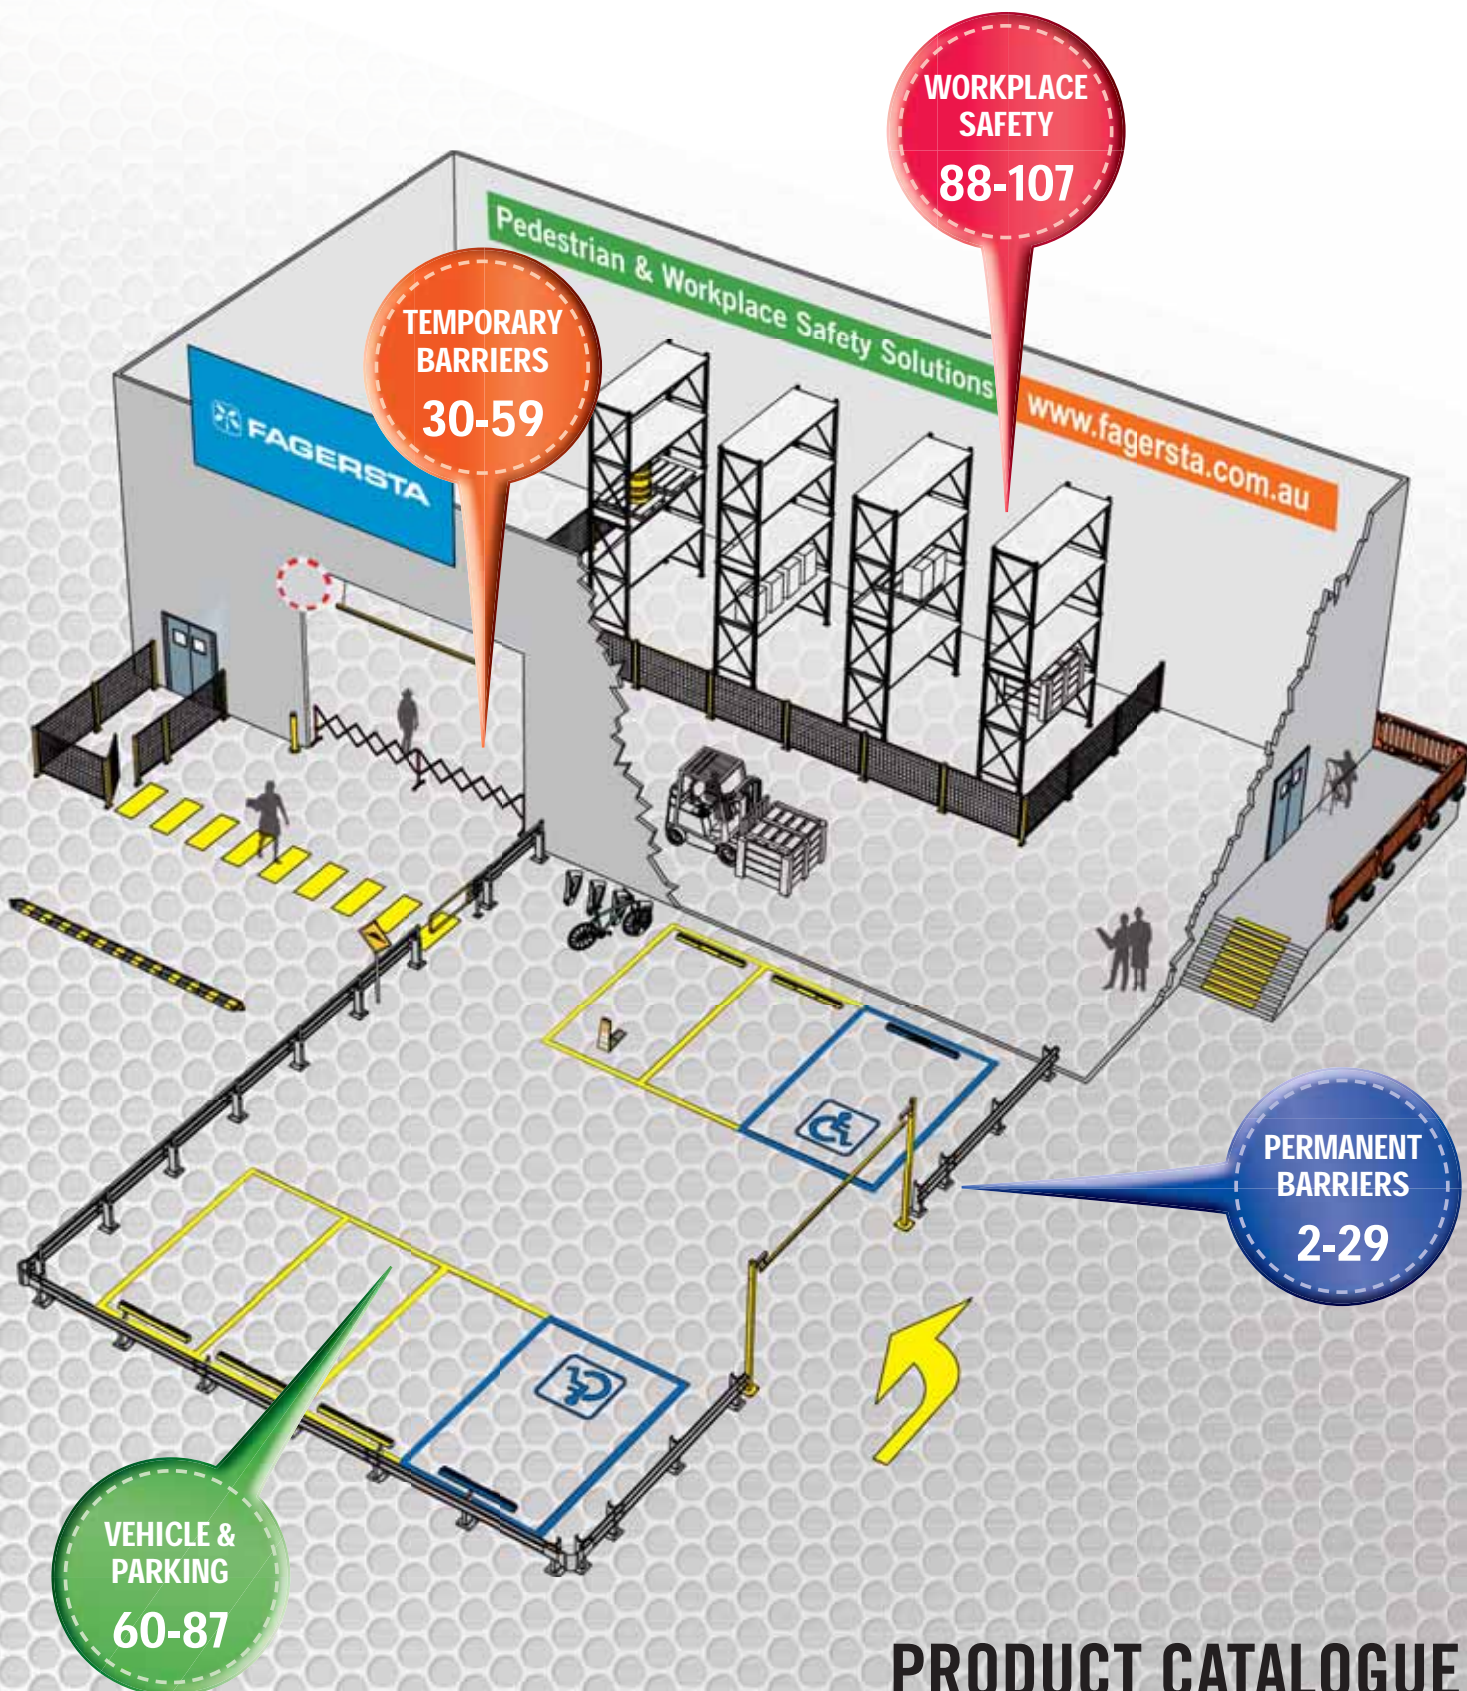 WORKPLACE
SAFETY
88-107
Pedestrian & Workplace Safety Solutions
www.fagersta.com.au
TEMPORARY
BARRIERS
30-59
FAGERSTA
PERMANENT
BARRIERS
2-29
VEHICLE &
PARKING
60-87
PRODUCT CATALOGUE